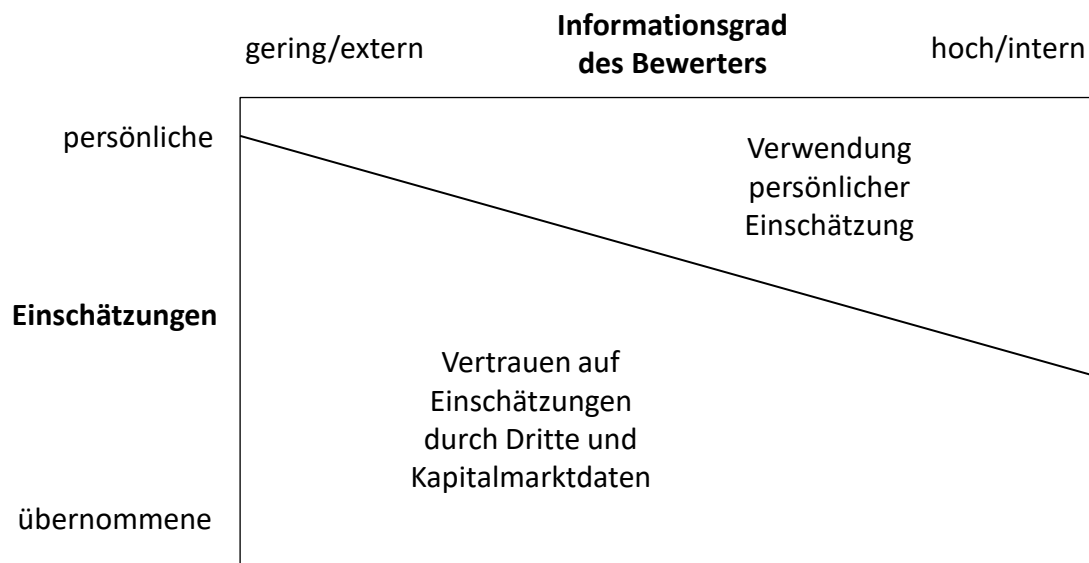 gering/extern
Informationsgrad
des Bewerters
hoch/intern
persönliche
Verwendung
persönlicher
Einschätzung
Einschätzungen
Vertrauen auf
Einschätzungen
durch Dritte und
Kapitalmarktdaten
übernommene